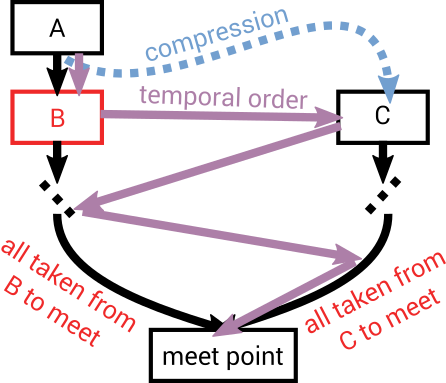 A
compression
temporal order
B
C
all taken from
B to meet
all taken from
C to meet
meet point